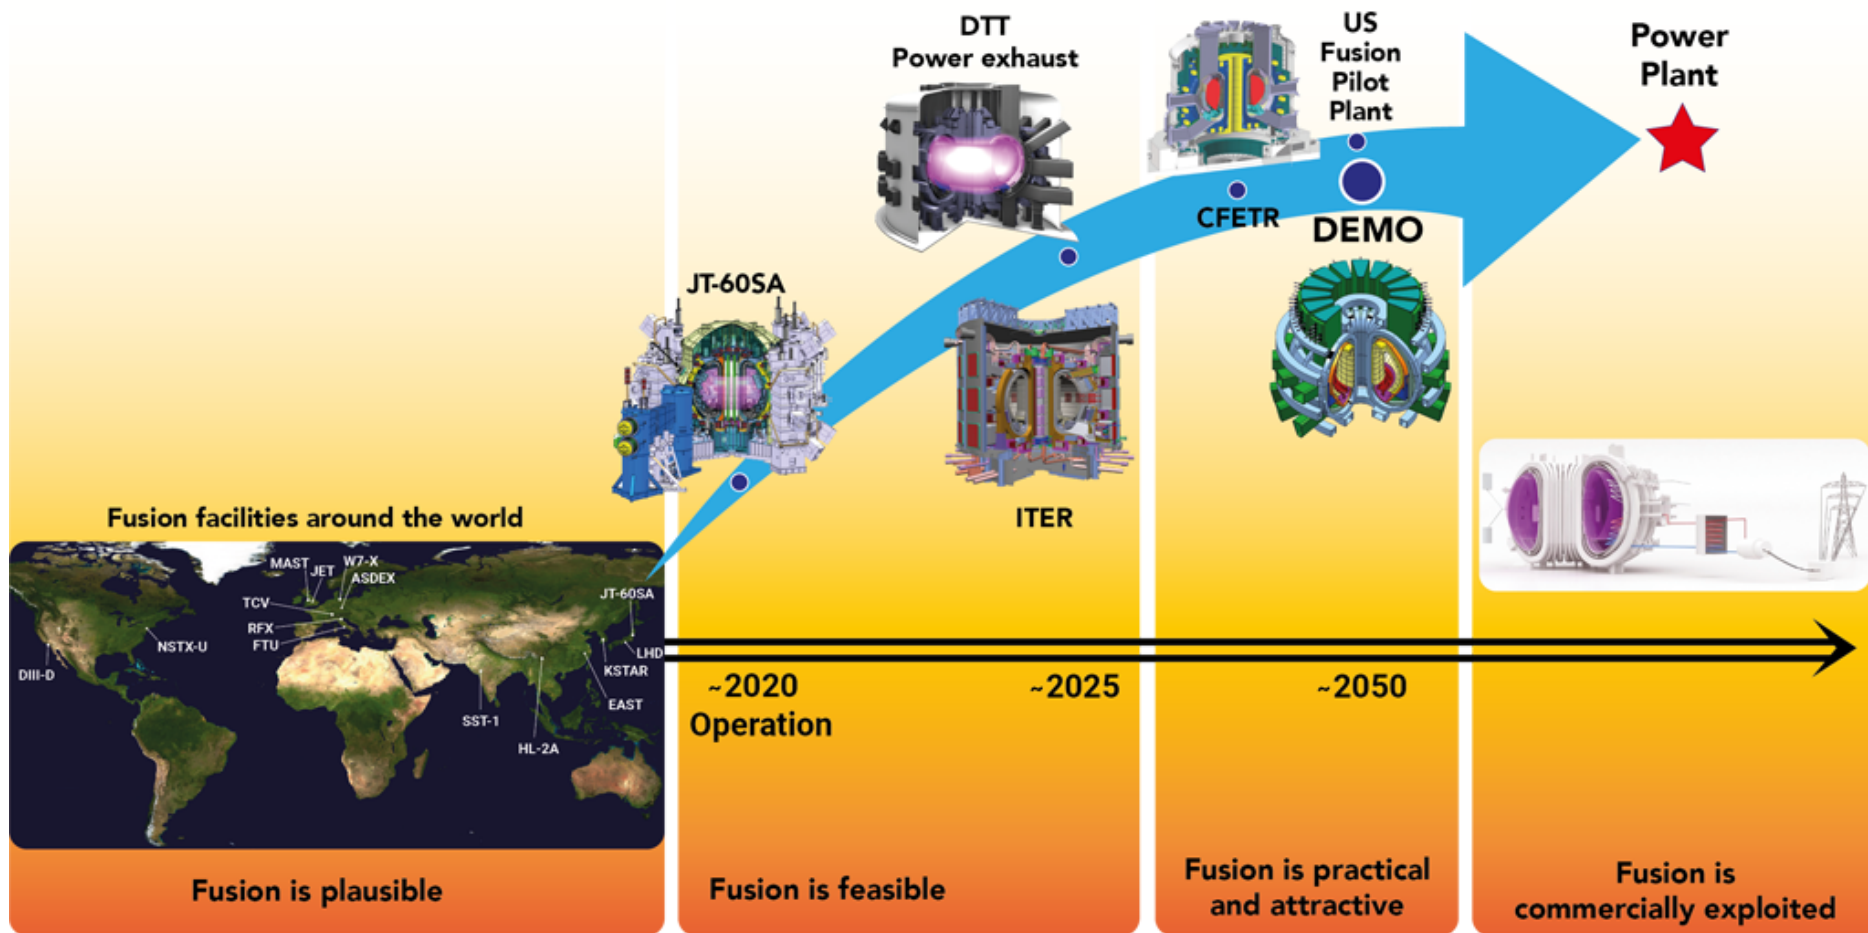 DTT
Power exhaust
US
Fusion
Pilot
Plant
Power
Plant
CFETR
DEMO
JT-60SA
ITER
Fusion facilities around the world
MAST
JET
W7-X
ASDEX
TCV
RFX
FTU
NSTX-U
DIII-D
JT-60SA
LHD
KSTAR
EAST
SST-1
HL-2A
~2020
Operation
~2025
~2050
Fusion is plausible
Fusion is feasible
Fusion is practical
and attractive
Fusion is
commercially exploited